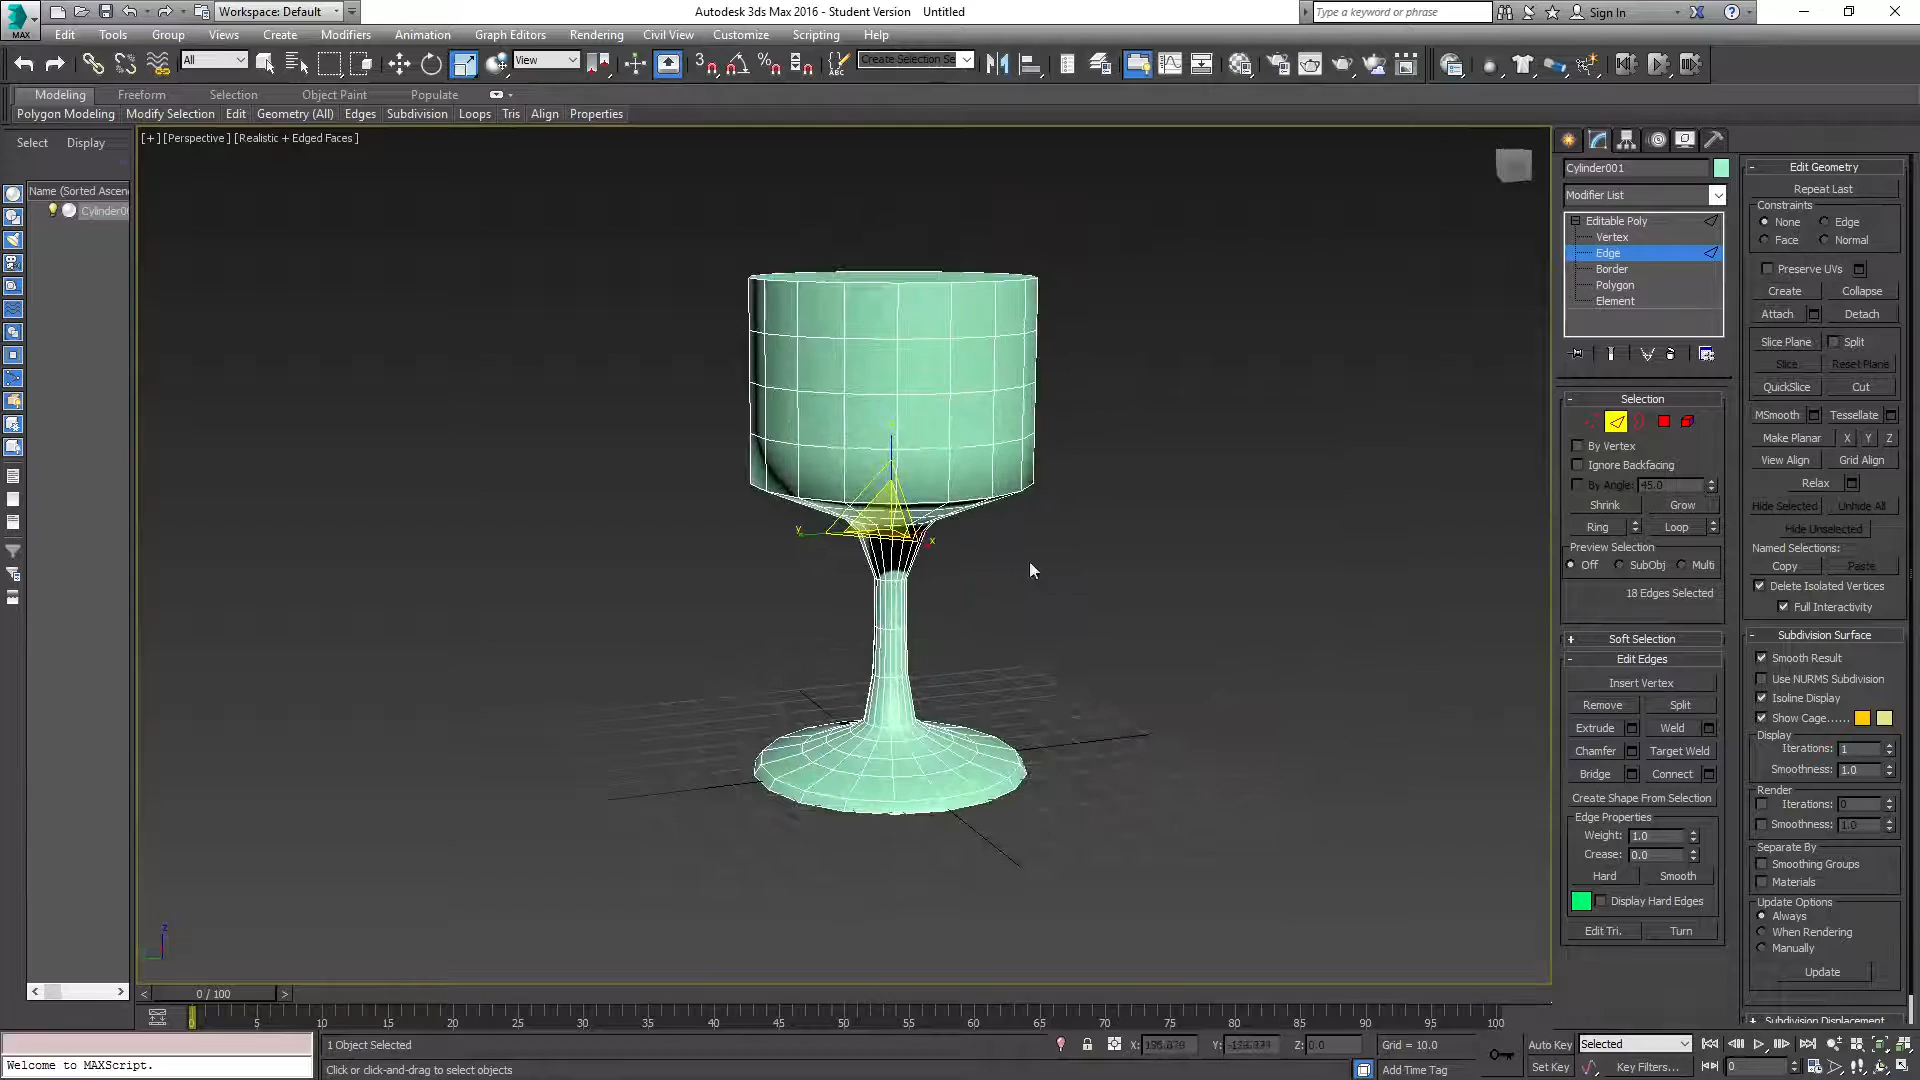 Workspace: Default
Autodesk 3ds Max 2016 - Student Version    Untitled
Type a keyword or phrase
Sign In
MAX
Edit Tools Group Views Create Modifiers Animation Graph Editors Rendering Civil View Customize Scripting Help
All
View
Create Selection Se
Modeling Freeform Selection Object Paint Populate
Polygon Modeling Modify Selection Edit Geometry (All) Edges Subdivision Loops Tris Align Properties
Select Display
[+] [Perspective] [Realistic + Edged Faces]
Name (Sorted Ascen
Cylinder00
Cylinder001
Modifier List
Editable Poly
Vertex
Edge
Border
Polygon
Element
Selection
By Vertex
Ignore Backfacing
By Angle: 45.0
Shrink Grow
Ring Loop
Preview Selection
Off SubObj Multi
18 Edges Selected
Soft Selection
Edit Edges
Insert Vertex
Remove Split
Extrude Weld
Chamfer Target Weld
Bridge Connect
Create Shape From Selection
Edge Properties
Weight: 1.0
Crease: 0.0
Hard Smooth
Display Hard Edges
Edit Tri. Turn
Edit Geometry
Repeat Last
Constraints
None Edge
Face Normal
Preserve UVs
Create Collapse
Attach Detach
Slice Plane Split
Slice Reset Plane
QuickSlice Cut
MSmooth Tessellate
Make Planar X Y Z
View Align Grid Align
Relax
Hide Selected Unhide All
Hide Unselected
Named Selections:
Copy Paste
Delete Isolated Vertices
Full Interactivity
Subdivision Surface
Smooth Result
Use NURMS Subdivision
Isoline Display
Show Cage......
Display
Iterations: 1
Smoothness: 1.0
Render
Iterations: 0
Smoothness: 1.0
Separate By
Smoothing Groups
Materials
Update Options
Always
When Rendering
Manually
Update
Subdivision Displacement
y
x
z
0 / 100
0 5 10 15 20 25 30 35 40 45 50 55 60 65 70 75 80 85 90 95 100
1 Object Selected
X: Y: Z: 0.0
Grid = 10.0
Auto Key Selected
Welcome to MAXScript.
Click or click-and-drag to select objects
Add Time Tag
Set Key Key Filters... 0